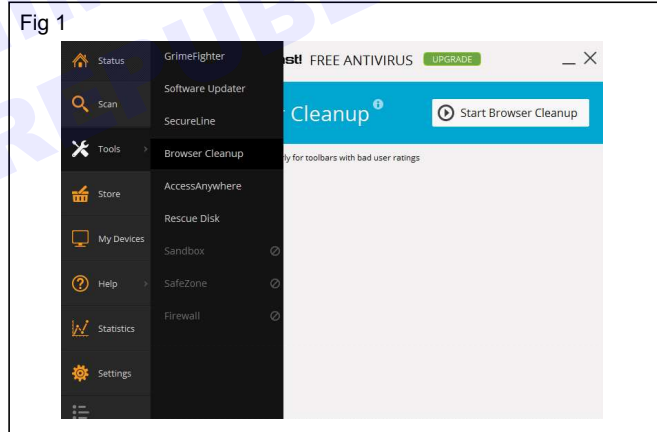 Fig 1
Status
Scan
Tools
Store
My Devices
Help
Statistics
Settings
GrimeFighter
Software Updater
SecureLine
Browser Cleanup
AccessAnywhere
Rescue Disk
Sandbox
SafeZone
Firewall
st! FREE ANTIVIRUS UPGRADE
Cleanup
Start Browser Cleanup
ly for toolbars with bad user ratings